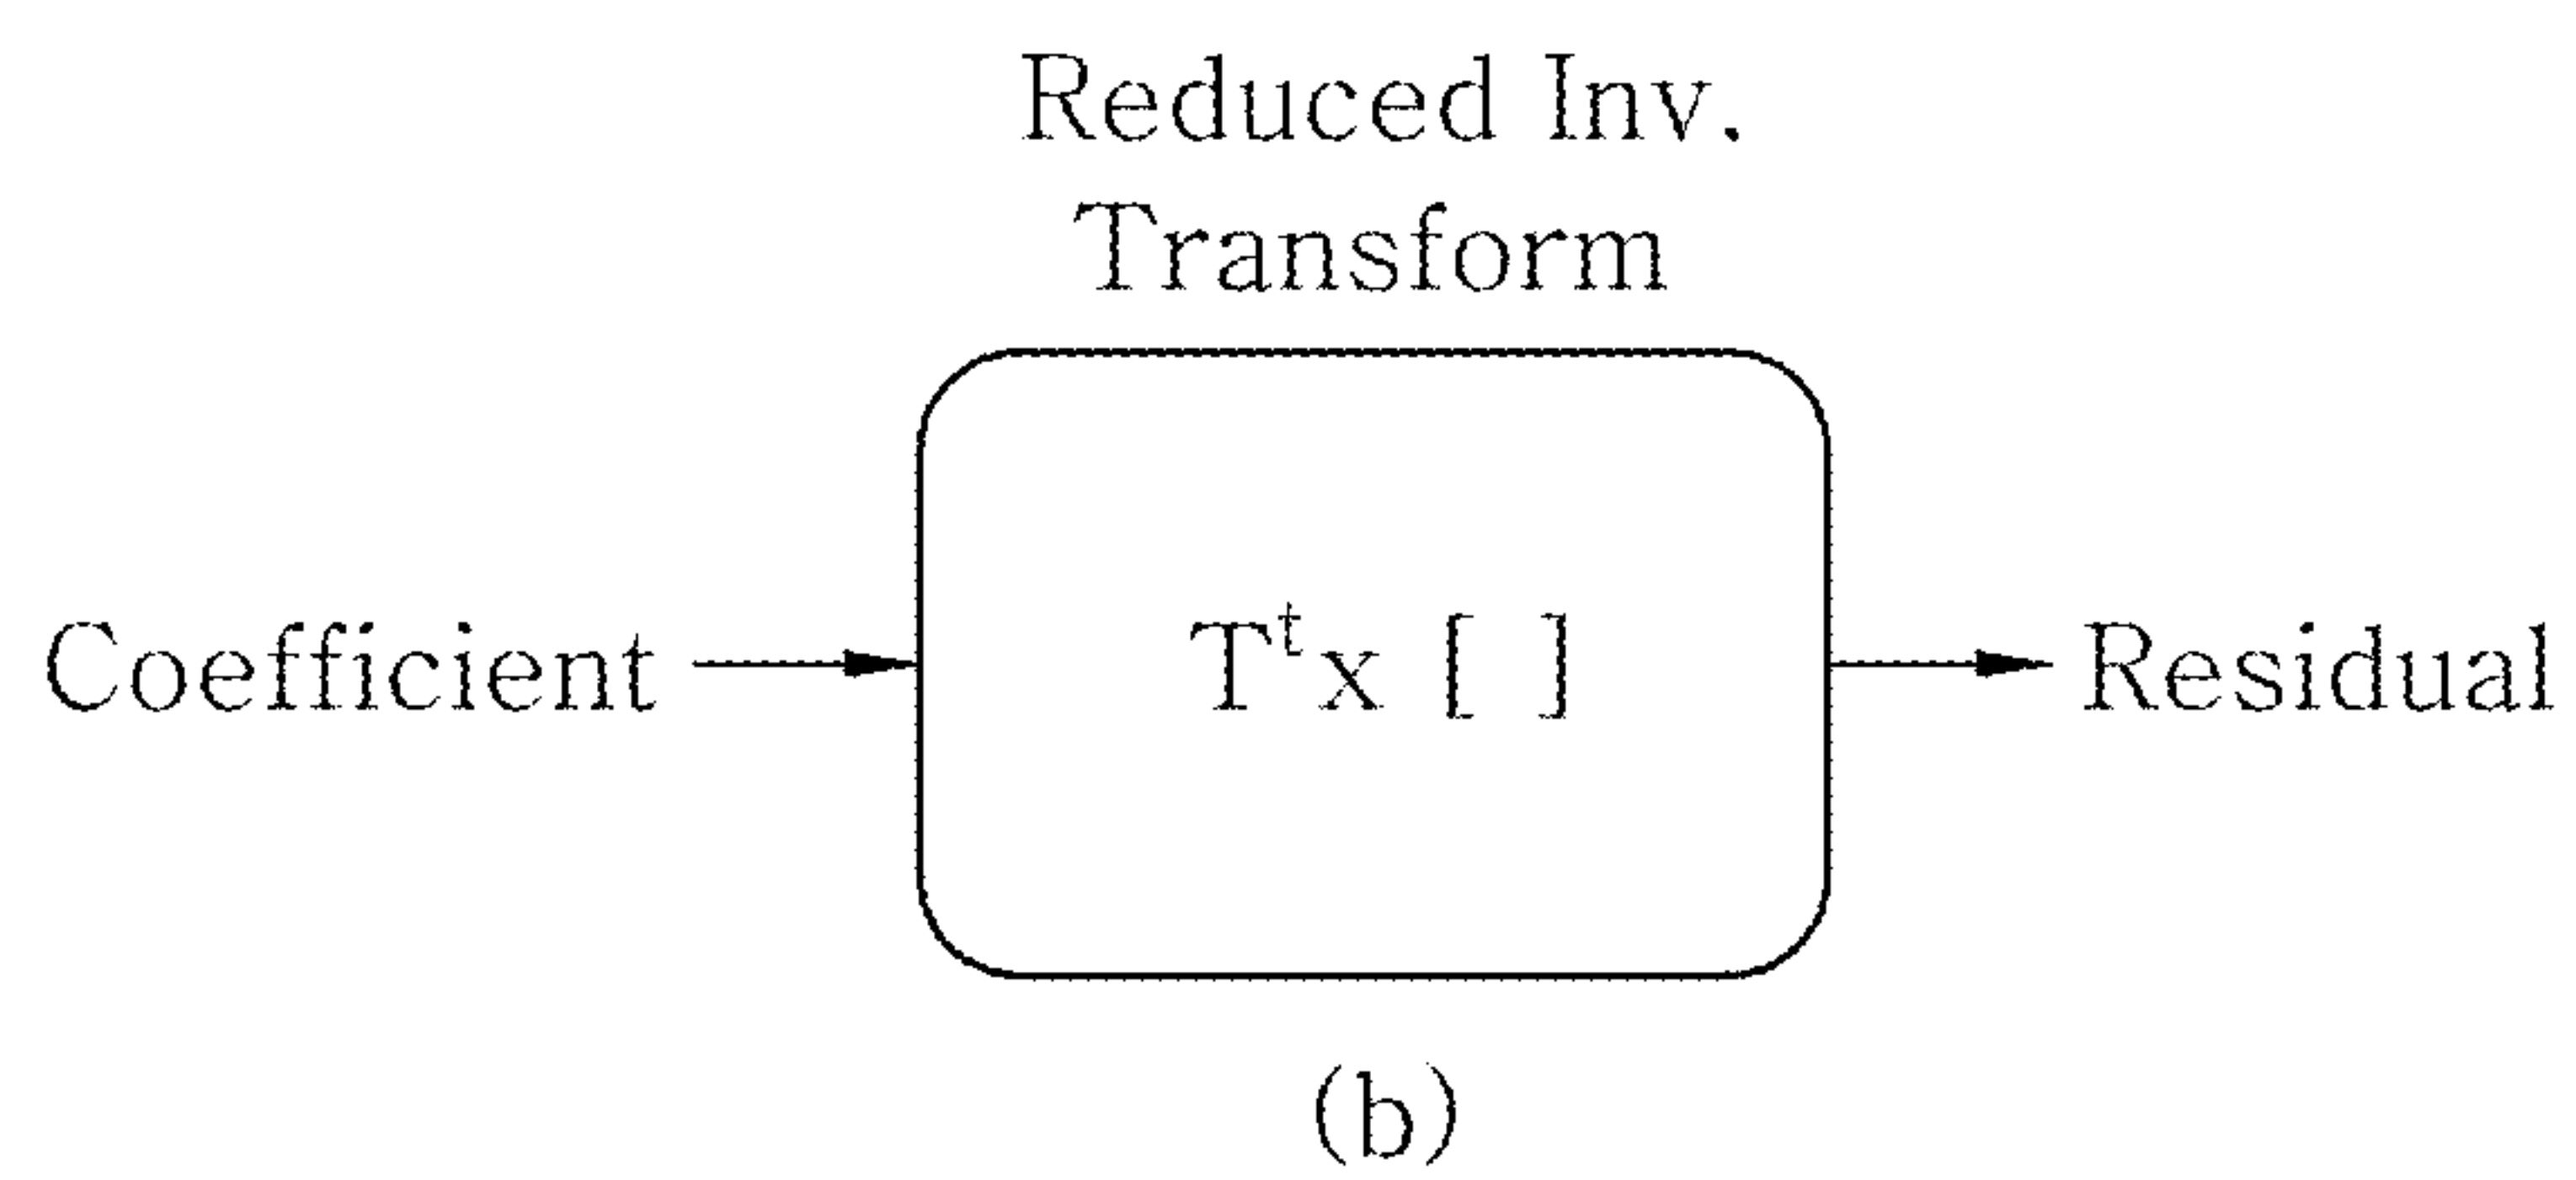 Reduced Inv.
Transform
Coefficient
Tᵗx [ ]
Residual
(b)